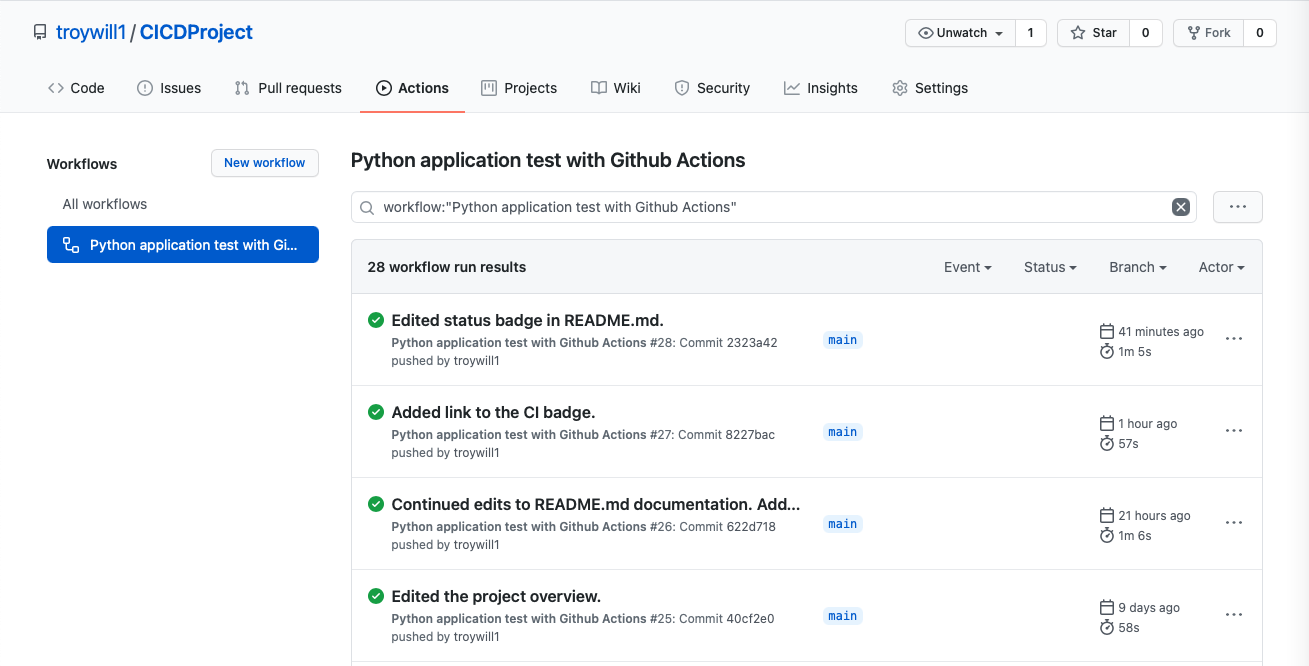 troywill1 / CICDProject
Unwatch 1 Star 0 Fork 0
Code Issues Pull requests Actions Projects Wiki Security Insights Settings
Workflows
New workflow
All workflows
Python application test with Gi...
Python application test with Github Actions
workflow:"Python application test with Github Actions"
28 workflow run results
Event Status Branch Actor
Edited status badge in README.md.
Python application test with Github Actions #28: Commit 2323a42
pushed by troywill1
main
41 minutes ago
1m 5s
Added link to the CI badge.
Python application test with Github Actions #27: Commit 8227bac
pushed by troywill1
main
1 hour ago
57s
Continued edits to README.md documentation. Add...
Python application test with Github Actions #26: Commit 622d718
pushed by troywill1
main
21 hours ago
1m 6s
Edited the project overview.
Python application test with Github Actions #25: Commit 40cf2e0
pushed by troywill1
main
9 days ago
58s